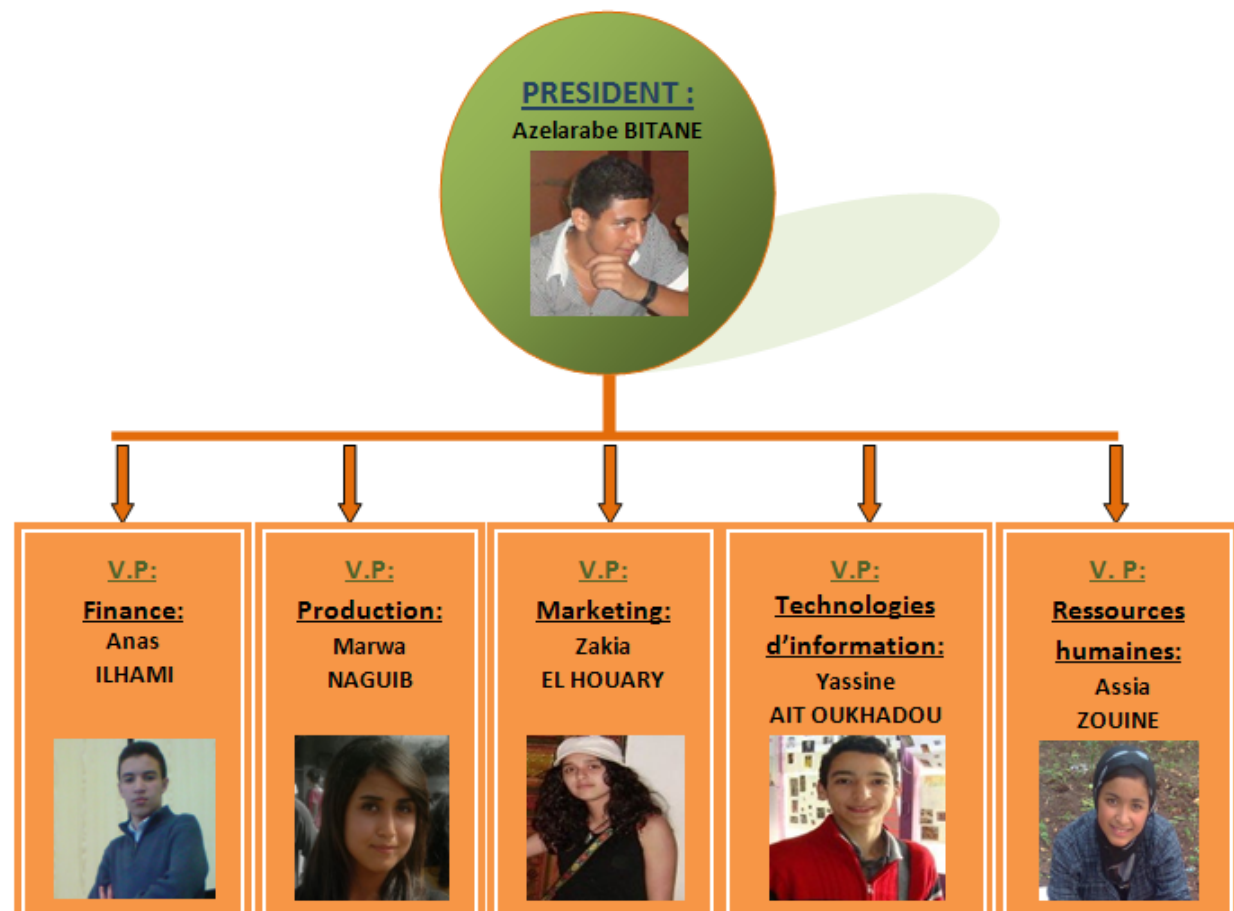 PRESIDENT :
Azelarabe BITANE
V.P:
Finance:
Anas
ILHAMI
V.P:
Production:
Marwa
NAGUIB
V.P:
Marketing:
Zakia
EL HOUARY
V.P:
Technologies
d’information:
Yassine
AIT OUKHADOU
V. P:
Ressources
humaines:
Assia
ZOUINE